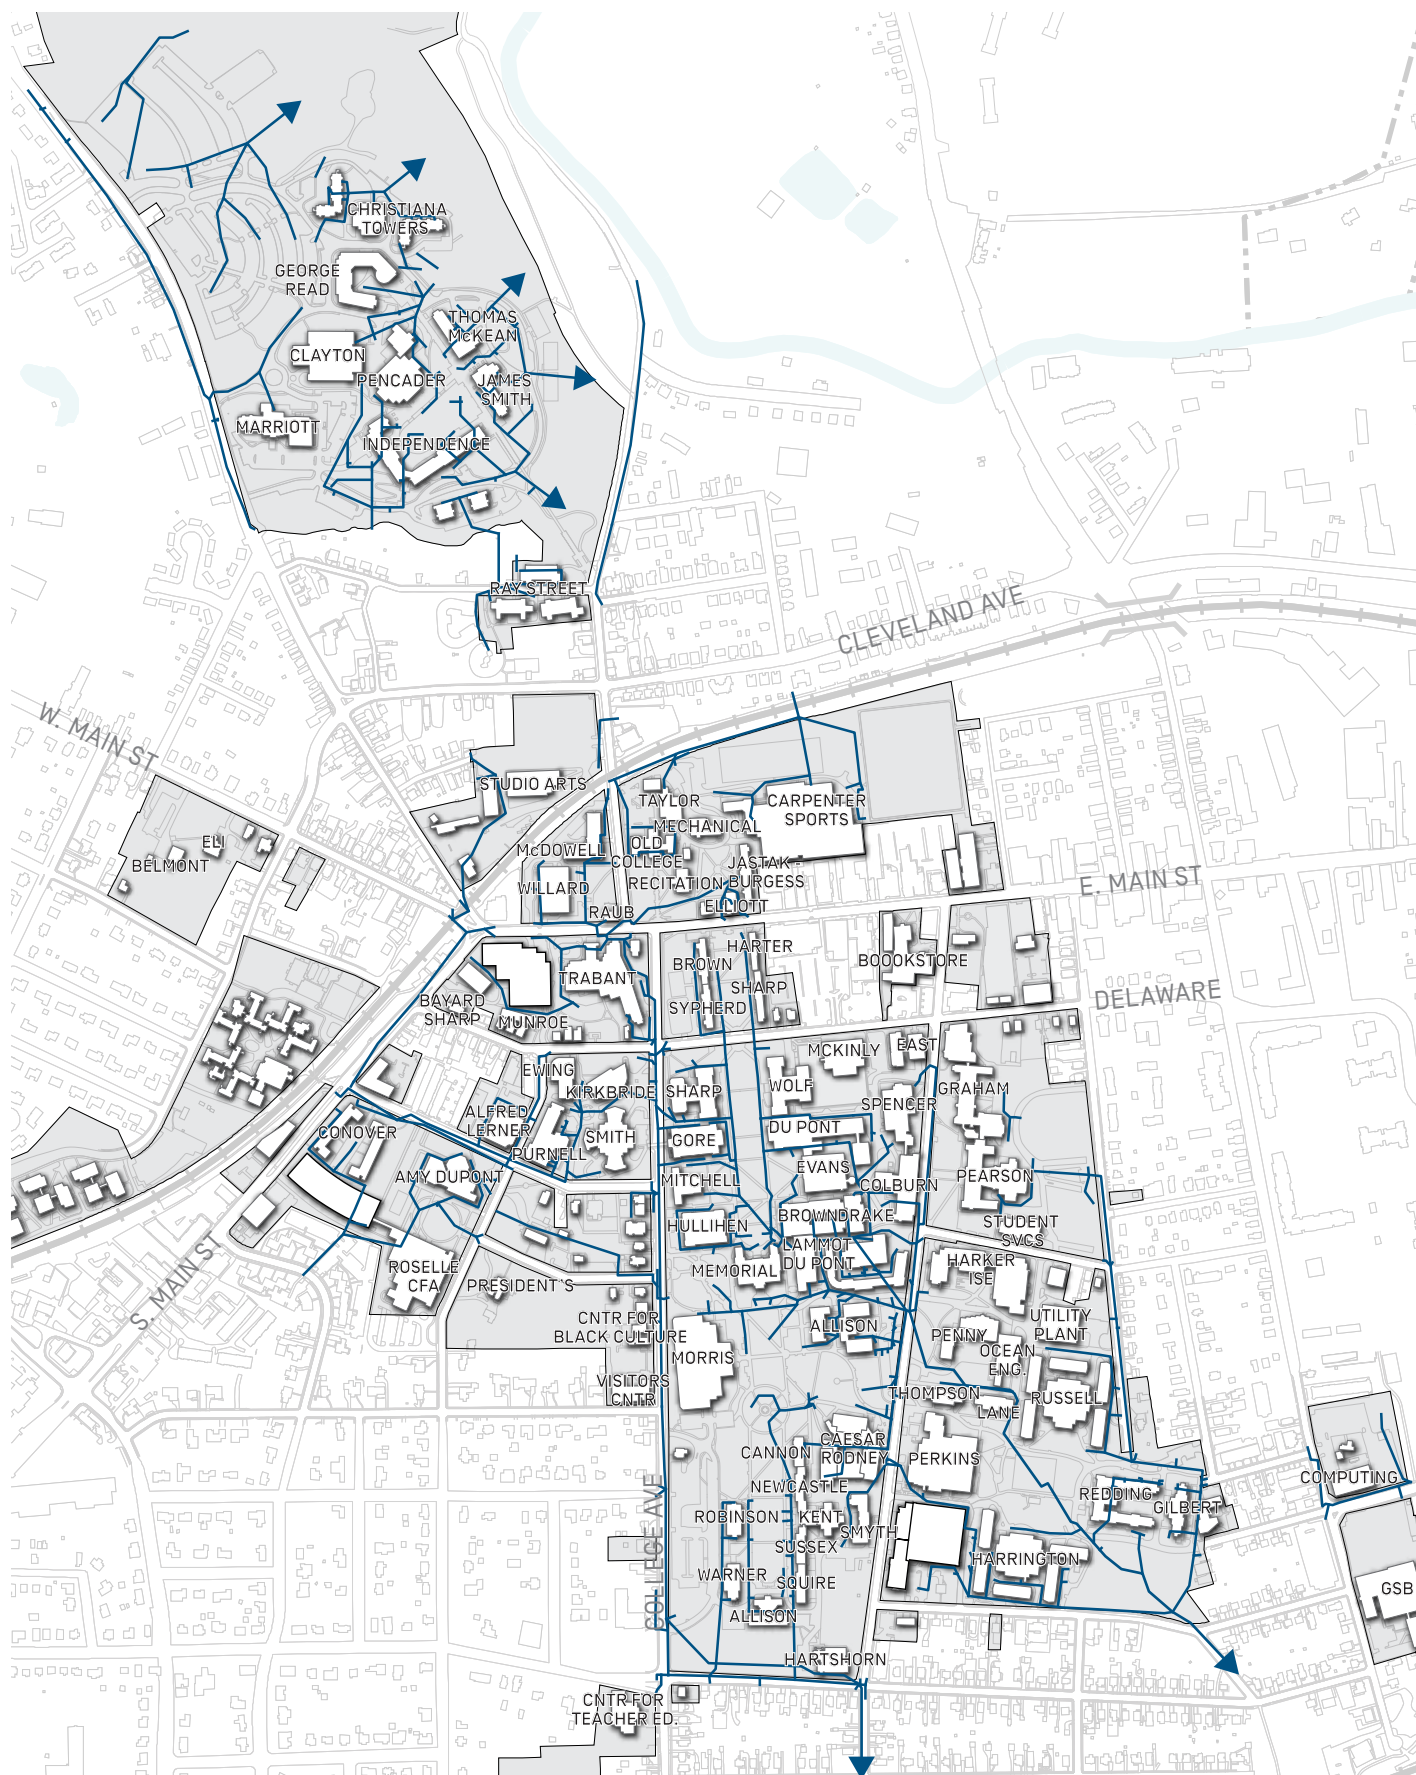 CHRISTIANA
TOWERS
GEORGE
READ
THOMAS
McKEAN
CLAYTON
PENCADER
JAMES
SMITH
MARRIOTT
INDEPENDENCE
RAY STREET
CLEVELAND AVE
W. MAIN ST
STUDIO ARTS
TAYLOR
CARPENTER
SPORTS
MECHANICAL
ELI
BELMONT
McDOWELL
OLD
COLLEGE
JASTAK -
BURGESS
WILLARD
RECITATION
E. MAIN ST
RAUB
ELLIOTT
HARTER
BROWN
BOOOKSTORE
TRABANT
SHARP
DELAWARE
BAYARD
SHARP
SYPHERD
MUNROE
MCKINLY
EAST
EWING
KIRKBRIDE
SHARP
WOLF
GRAHAM
SPENCER
ALFRED
LERNER
CONOVER
SMITH
GORE
DU PONT
PURNELL
EVANS
AMY DUPONT
MITCHELL
COLBURN
PEARSON
HULLIHEN
BROWN
DRAKE
STUDENT
SVCS
LAMMOT
DU PONT
S. MAIN ST
ROSELLE
CFA
PRESIDENT'S
MEMORIAL
HARKER
ISE
CNTR FOR
BLACK CULTURE
ALLISON
UTILITY
PLANT
PENNY
OCEAN
ENG.
MORRIS
VISITORS
CNTR
THOMPSON
LANE
RUSSELL
CANNON
CAESAR
RODNEY
PERKINS
COMPUTING
COLLEGE AVE
NEWCASTLE
REDDING
GILBERT
ROBINSON
KENT
SMYTH
SUSSEX
HARRINGTON
WARNER
SQUIRE
GSB
ALLISON
HARTSHORN
CNTR FOR
TEACHER ED.